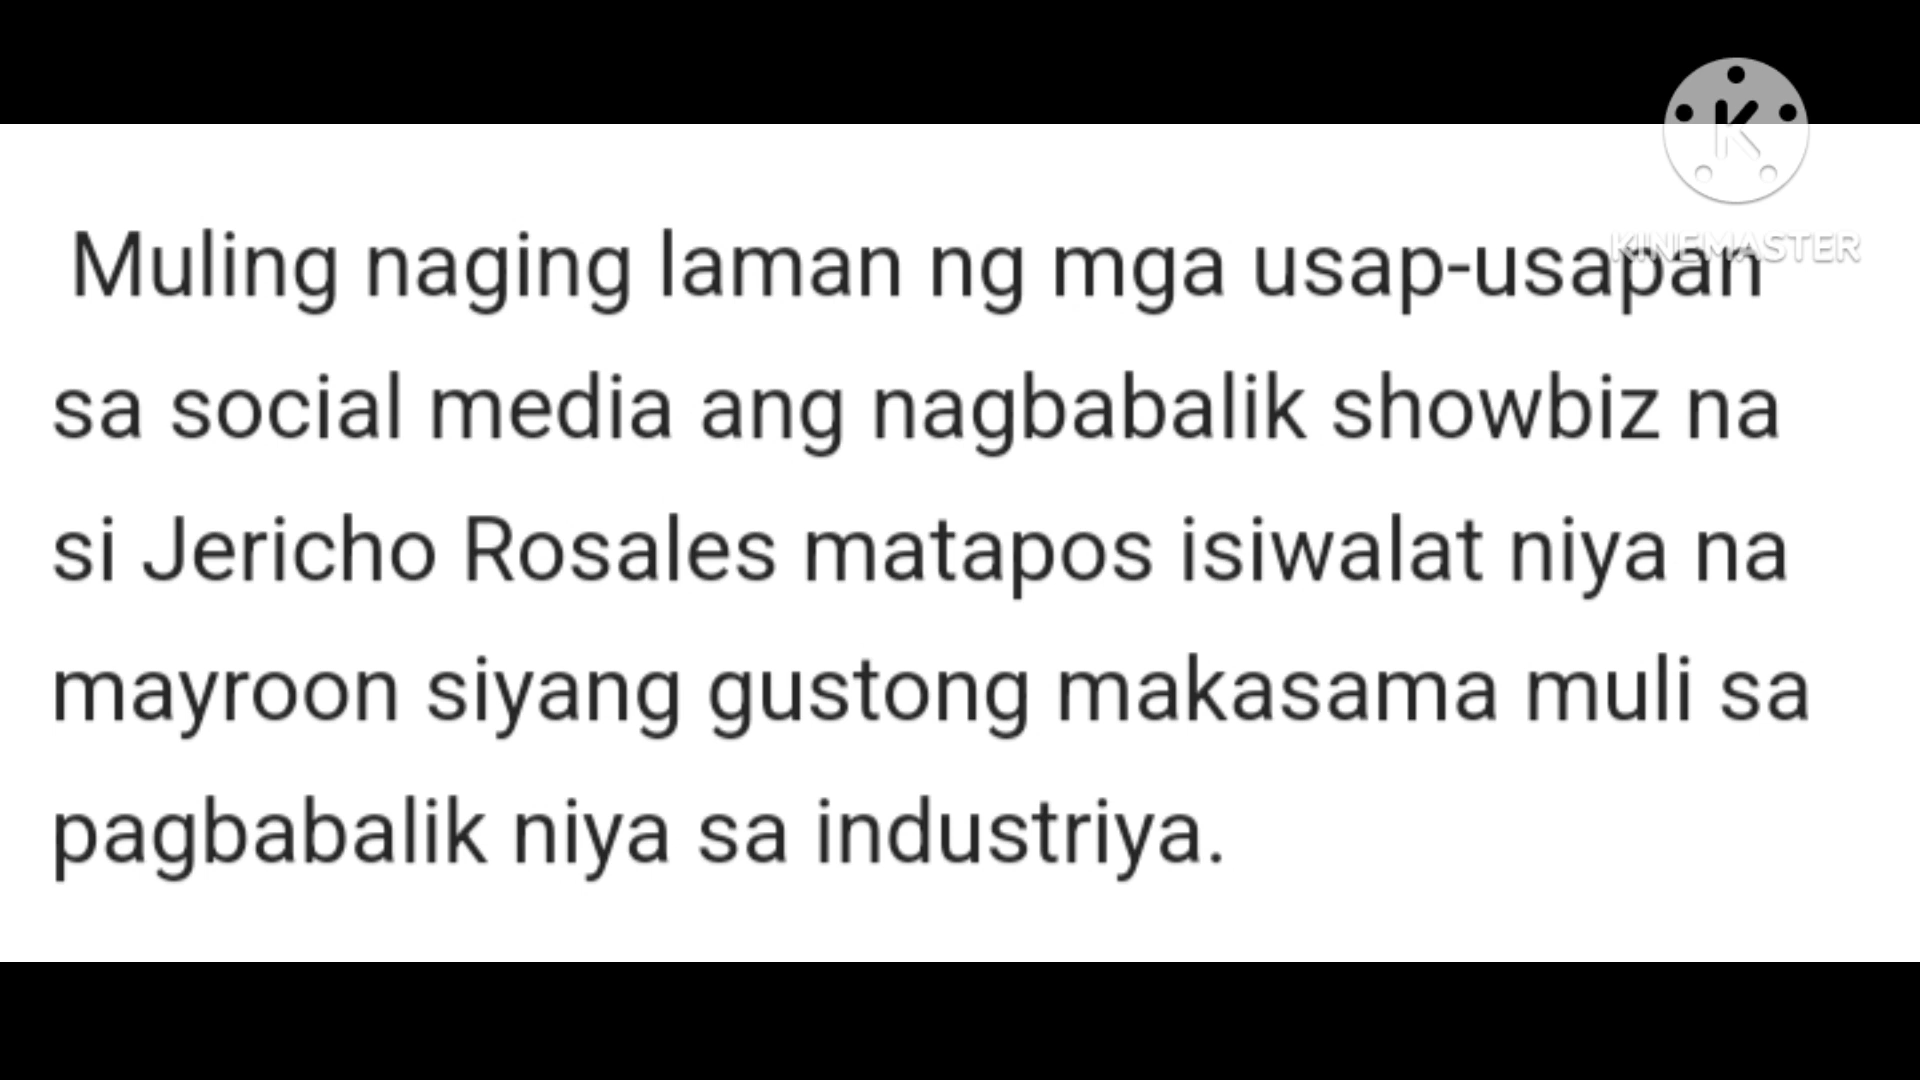 KINEMASTER
Muling naging laman ng mga usap-usapan
sa social media ang nagbabalik showbiz na
si Jericho Rosales matapos isiwalat niya na
mayroon siyang gustong makasama muli sa
pagbabalik niya sa industriya.